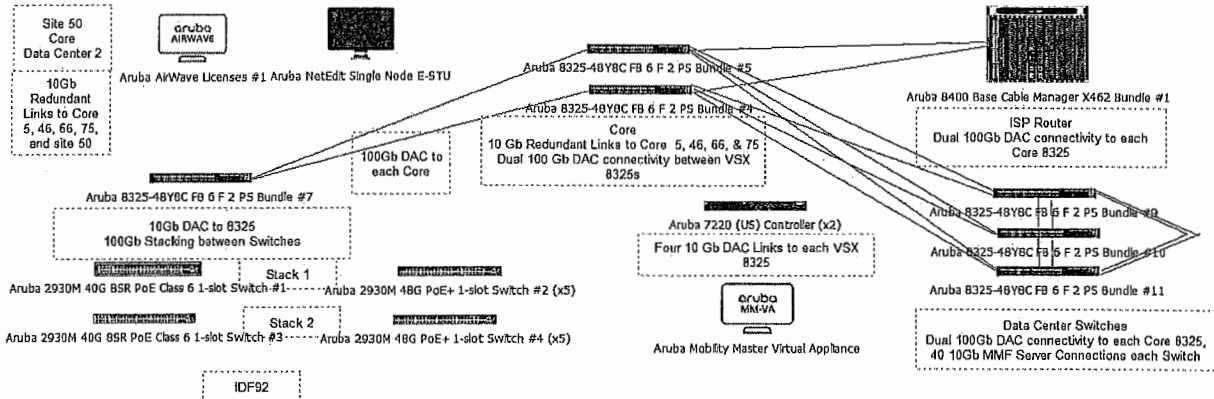 Site 50
Core
Data Center 2
10Gb
Redundant
Links to Core
5, 46, 66, 75,
and site 50
aruba
AIRWAVE
Aruba AirWave Licenses #1
Aruba NetEdit Single Node E-STU
Aruba 8325-48Y8C FB 6 F 2 PS Bundle #5
Aruba 8325-48Y8C FB 6 F 2 PS Bundle #4
Aruba 8400 Base Cable Manager X462 Bundle #1
ISP Router
Dual 100Gb DAC connectivity to each
Core 8325
Core
10 Gb Redundant Links to Core 5, 46, 66, & 75
Dual 100 Gb DAC connectivity between VSX
8325s
100Gb DAC to
each Core
Aruba 8325-48Y8C FB 6 F 2 PS Bundle #7
10Gb DAC to 8325
100Gb Stacking between Switches
Stack 1
Aruba 2930M 40G 8SR PoE Class 6 1-slot Switch #1
Aruba 2930M 48G PoE+ 1-slot Switch #2 (x5)
Stack 2
Aruba 2930M 40G 8SR PoE Class 6 1-slot Switch #3
Aruba 2930M 48G PoE+ 1-slot Switch #4 (x5)
IDF92
Aruba 7220 (US) Controller (x2)
Four 10 Gb DAC Links to each VSX
8325
aruba
MM-VA
Aruba Mobility Master Virtual Appliance
Aruba 8325-48Y8C FB 6 F 2 PS Bundle #9
Aruba 8325-48Y8C FB 6 F 2 PS Bundle #10
Aruba 8325-48Y8C FB 6 F 2 PS Bundle #11
Data Center Switches
Dual 100Gb DAC connectivity to each Core 8325,
40 10Gb MMF Server Connections each Switch